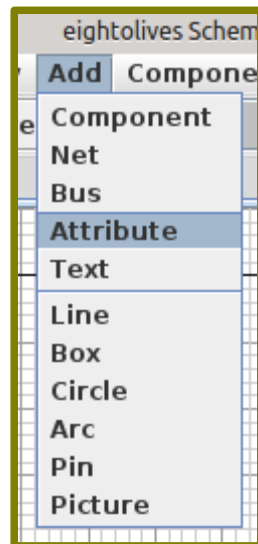 eightolives Schem
Add Compone
e
Component
Net
Bus
Attribute
Text
Line
Box
Circle
Arc
Pin
Picture